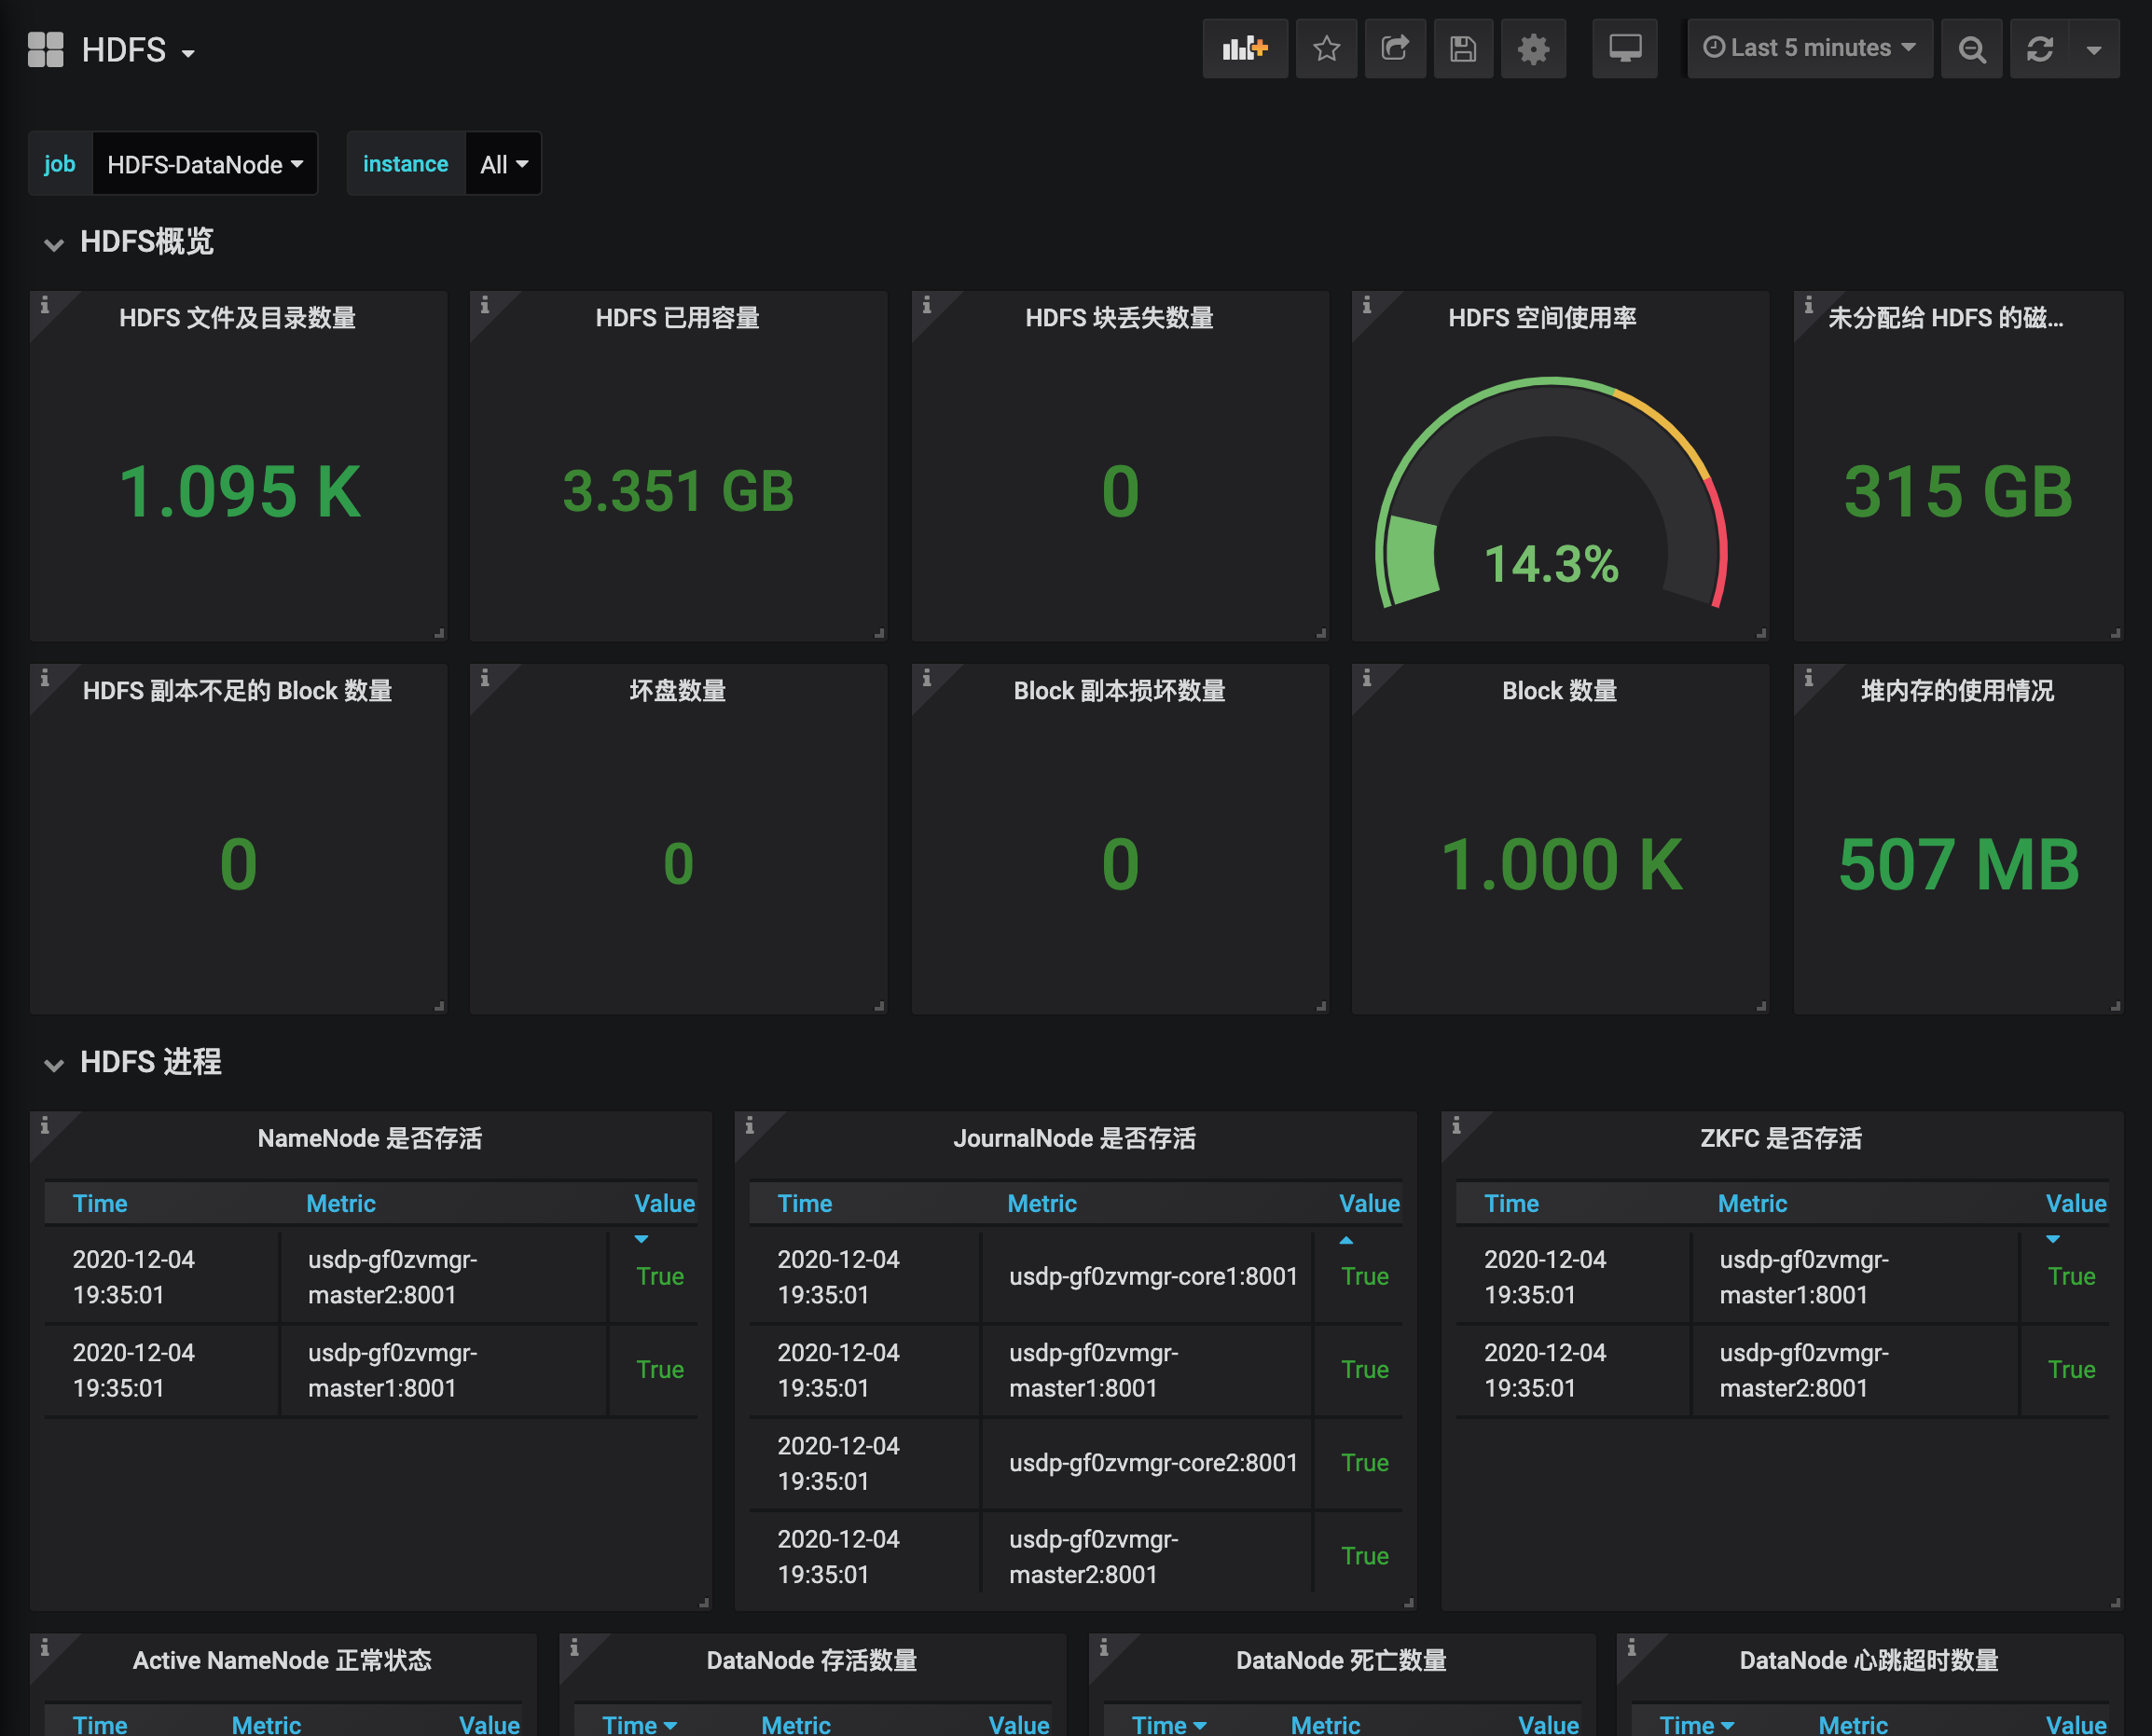 HDFS
Last 5 minutes
job HDFS-DataNode instance All
HDFS概览
HDFS 文件及目录数量
1.095 K
HDFS 已用容量
3.351 GB
HDFS 块丢失数量
0
HDFS 空间使用率
14.3%
未分配给 HDFS 的磁...
315 GB
HDFS 副本不足的 Block 数量
0
坏盘数量
0
Block 副本损坏数量
0
Block 数量
1.000 K
堆内存的使用情况
507 MB
HDFS 进程
NameNode 是否存活
Time Metric Value
2020-12-04
19:35:01
usdp-gf0zvmgr-
master2:8001
True
2020-12-04
19:35:01
usdp-gf0zvmgr-
master1:8001
True
JournalNode 是否存活
Time Metric Value
2020-12-04
19:35:01
usdp-gf0zvmgr-core1:8001
True
2020-12-04
19:35:01
usdp-gf0zvmgr-
master1:8001
True
2020-12-04
19:35:01
usdp-gf0zvmgr-core2:8001
True
2020-12-04
19:35:01
usdp-gf0zvmgr-
master2:8001
True
ZKFC 是否存活
Time Metric Value
2020-12-04
19:35:01
usdp-gf0zvmgr-
master1:8001
True
2020-12-04
19:35:01
usdp-gf0zvmgr-
master2:8001
True
Active NameNode 正常状态
Time Metric Value
DataNode 存活数量
Time Metric Value
DataNode 死亡数量
Time Metric Value
DataNode 心跳超时数量
Time Metric Value